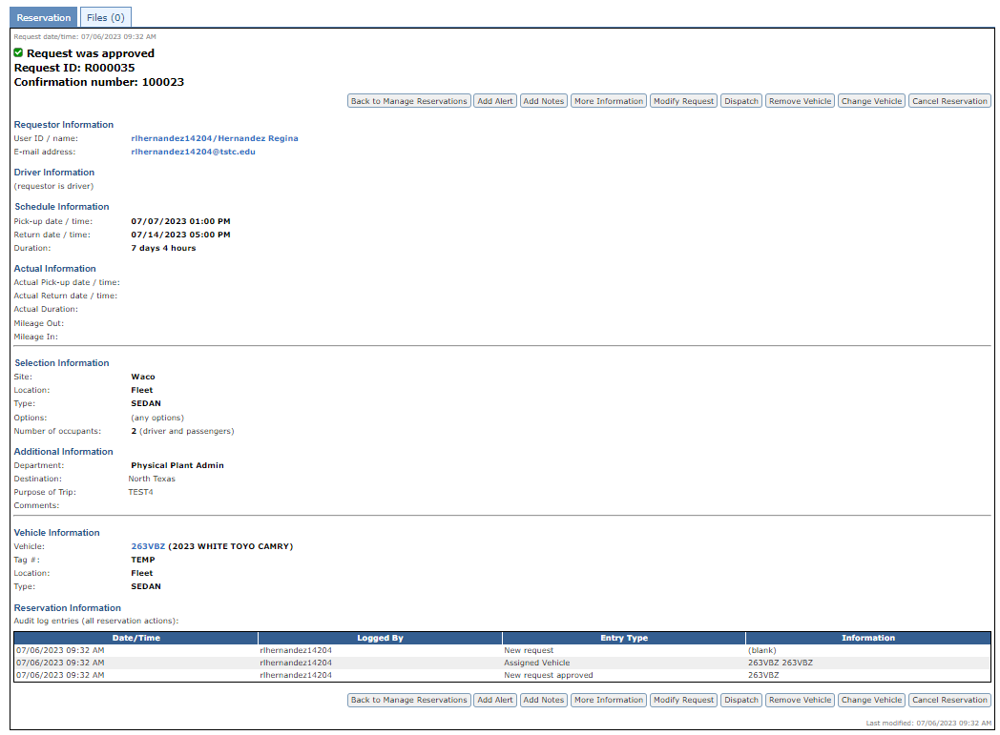 Reservation Files (0)
Request date/time: 07/06/2023 09:32 AM
Request was approved
Request ID: R000035
Confirmation number: 100023
Back to Manage Reservations Add Alert Add Notes More Information Modify Request Dispatch Remove Vehicle Change Vehicle Cancel Reservation
Requestor Information
User ID / name: rlhernandez14204/Hernandez Regina
E-mail address: rlhernandez14204@tstc.edu
Driver Information
(requestor is driver)
Schedule Information
Pick-up date / time: 07/07/2023 01:00 PM
Return date / time: 07/14/2023 05:00 PM
Duration: 7 days 4 hours
Actual Information
Actual Pick-up date / time:
Actual Return date / time:
Actual Duration:
Mileage Out:
Mileage In:
Selection Information
Site: Waco
Location: Fleet
Type: SEDAN
Options: (any options)
Number of occupants: 2 (driver and passengers)
Additional Information
Department: Physical Plant Admin
Destination: North Texas
Purpose of Trip: TEST4
Comments:
Vehicle Information
Vehicle: 263VBZ (2023 WHITE TOYO CAMRY)
Tag #: TEMP
Location: Fleet
Type: SEDAN
Reservation Information
Audit log entries (all reservation actions):
Date/Time Logged By Entry Type Information
07/06/2023 09:32 AM rlhernandez14204 New request (blank)
07/06/2023 09:32 AM rlhernandez14204 Assigned Vehicle 263VBZ 263VBZ
07/06/2023 09:32 AM rlhernandez14204 New request approved 263VBZ
Back to Manage Reservations Add Alert Add Notes More Information Modify Request Dispatch Remove Vehicle Change Vehicle Cancel Reservation
Last modified: 07/06/2023 09:32 AM